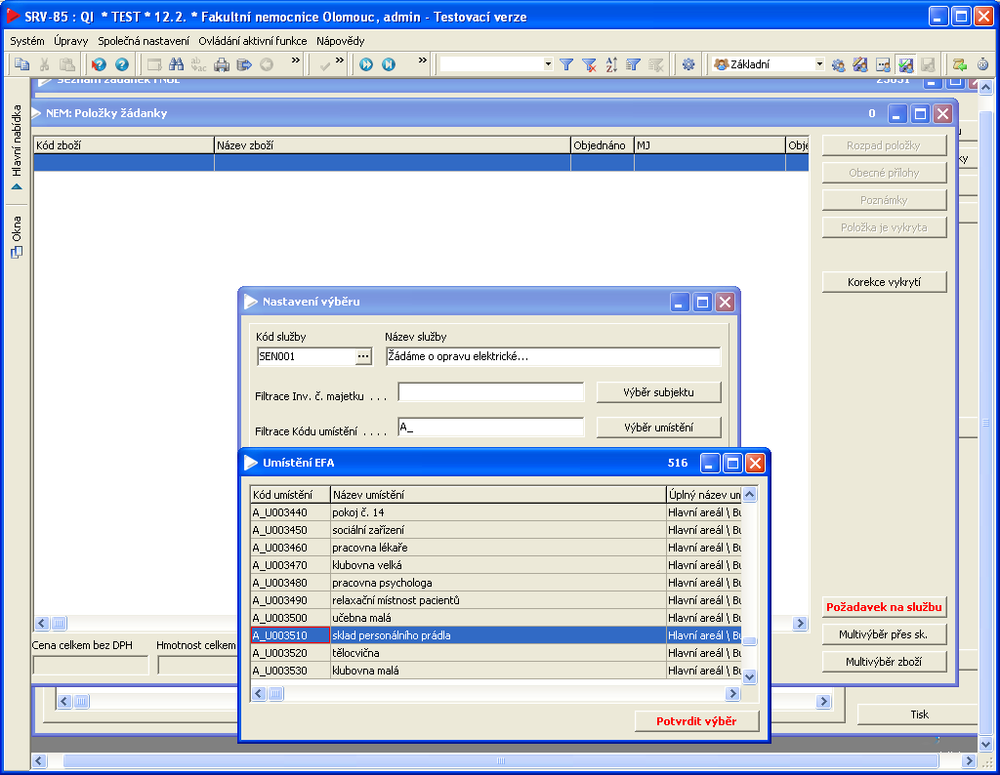 SRV-85 : QI * TEST * 12.2. * Fakultní nemocnice Olomouc, admin - Testovací verze
Systém Úpravy Společná nastavení Ovládání aktivní funkce Nápovědy
Základní
Hlavní nabídka
Okna
Seznam žádanek FNOL 23651
NEM: Položky žádanky 0
Kód zboží Název zboží Objednáno MJ Obje
Rozpad položky
Obecné přílohy
Poznámky
Položka je vykryta
Korekce vykrytí
Nastavení výběru
Kód služby Název služby
SEN001 ... Žádáme o opravu elektrické...
Filtrace Inv. č. majetku . . . Výběr subjektu
Filtrace Kódu umístění . . . . A_ Výběr umístění
Umístění EFA 516
Kód umístění Název umístění Úplný název um
A_U003440 pokoj č. 14 Hlavní areál \ Bu
A_U003450 sociální zařízení Hlavní areál \ Bu
A_U003460 pracovna lékaře Hlavní areál \ Bu
A_U003470 klubovna velká Hlavní areál \ Bu
A_U003480 pracovna psychologa Hlavní areál \ Bu
A_U003490 relaxační místnost pacientů Hlavní areál \ Bu
A_U003500 učebna malá Hlavní areál \ Bu
A_U003510 sklad personálního prádla Hlavní areál \ Bu
A_U003520 tělocvična Hlavní areál \ Bu
A_U003530 klubovna malá Hlavní areál \ Bu
Potvrdit výběr
Požadavek na službu
Multivýběr přes sk.
Multivýběr zboží
Cena celkem bez DPH Hmotnost celkem
Tisk